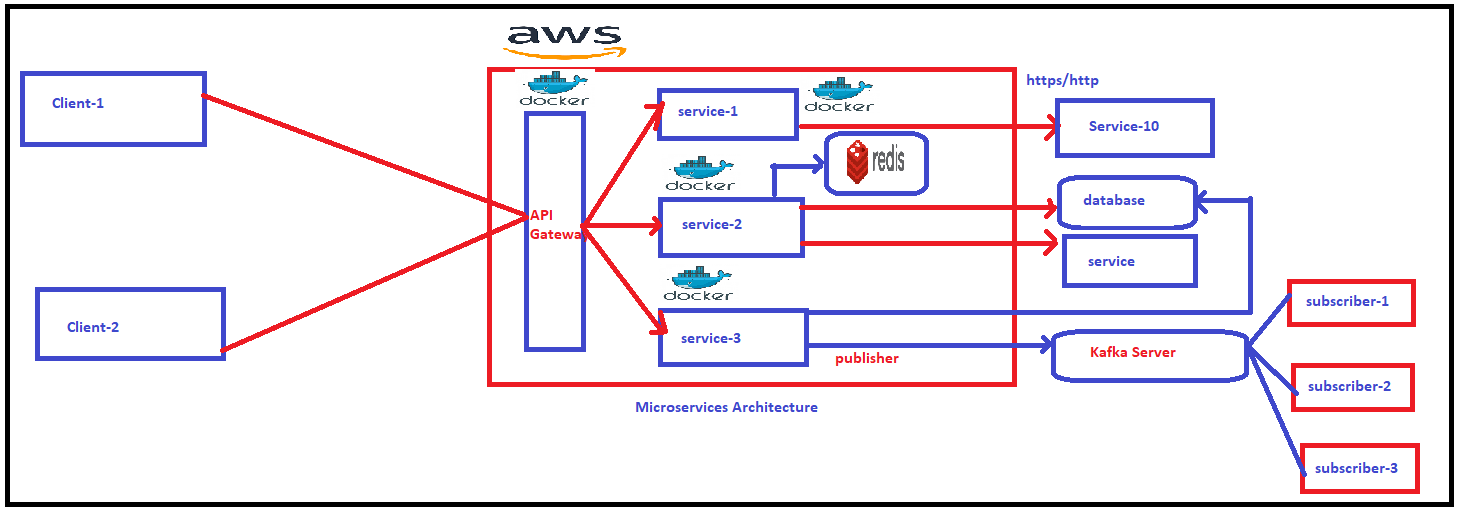 aws
Client-1
docker
service-1
docker
https/http
Service-10
redis
docker
API
Gateway
service-2
database
service
docker
Client-2
service-3
publisher
Kafka Server
subscriber-1
subscriber-2
subscriber-3
Microservices Architecture